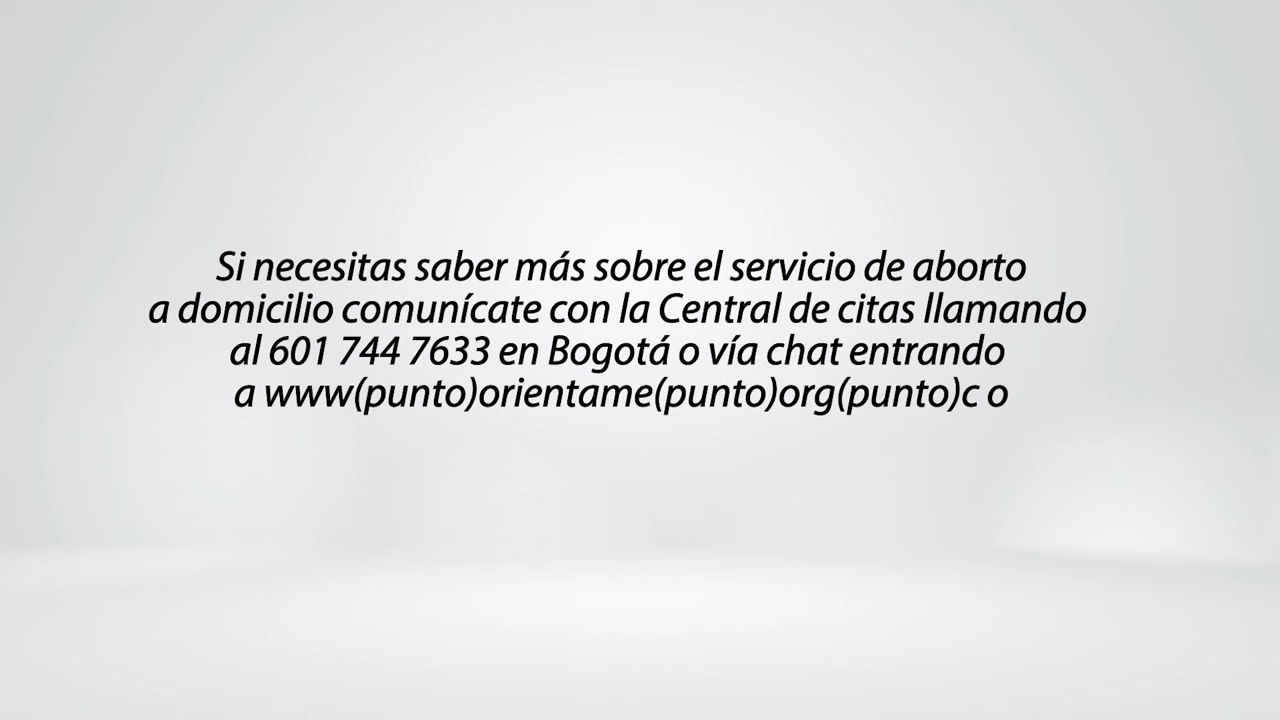 Si necesitas saber más sobre el servicio de aborto
a domicilio comunícate con la Central de citas llamando
al 601 744 7633 en Bogotá o vía chat entrando
a www(punto)orientame(punto)org(punto)c o